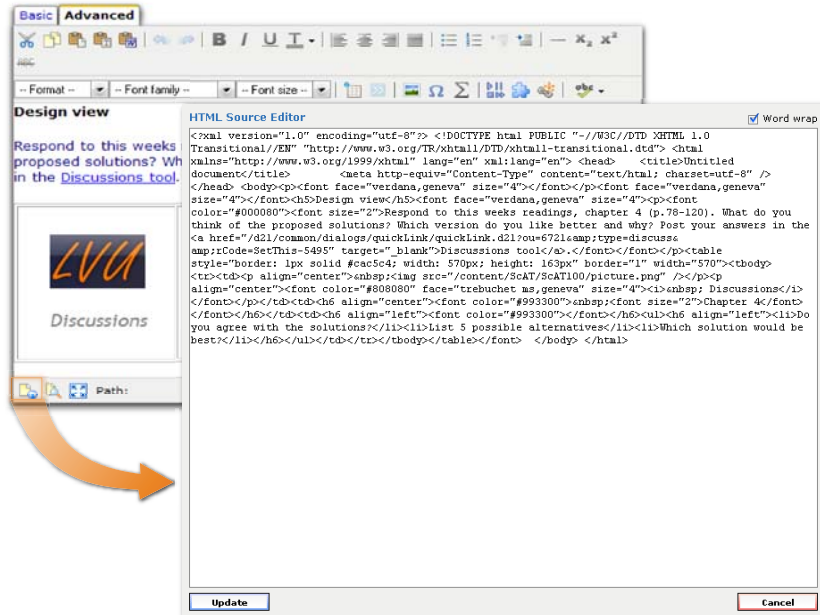 Basic Advanced
B I U T X₂ X²
ABC
-- Format -- -- Font family -- -- Font size -- Ω Σ
Design view
Respond to this weeks
proposed solutions? Wh
in the Discussions tool.
LVU
Discussions
Path:
HTML Source Editor Word wrap
<?xml version="1.0" encoding="utf-8"?> <!DOCTYPE html PUBLIC "-//W3C//DTD XHTML 1.0
Transitional//EN" "http://www.w3.org/TR/xhtml1/DTD/xhtml1-transitional.dtd"> <html
xmlns="http://www.w3.org/1999/xhtml" lang="en" xml:lang="en"> <head> <title>Untitled
document</title> <meta http-equiv="Content-Type" content="text/html; charset=utf-8" />
</head> <body><p><font face="verdana,geneva" size="4"></font></p><font face="verdana,geneva"
size="4"></font><h5>Design view</h5><font face="verdana,geneva" size="4"><p><font
color="#000080"><font size="2">Respond to this weeks readings, chapter 4 (p.78-120). What do you
think of the proposed solutions? Which version do you like better and why? Post your answers in the
<a href="/d2l/common/dialogs/quickLink/quickLink.d2l?ou=6721&amp;type=discuss&
amp;rCode=SetThis-5495" target="_blank">Discussions tool</a>.</font></font></p><table
style="border: 1px solid #cac5c4; width: 570px; height: 163px" border="1" width="570"><tbody>
<tr><td><p align="center">&nbsp;<img src="/content/ScAT/ScAT100/picture.png" /></p><p
align="center"><font color="#808080" face="trebuchet ms,geneva" size="4"><i>&nbsp; Discussions</i>
</font></p></td><td><h6 align="center"><font color="#993300">&nbsp;<font size="2">Chapter 4</font>
</font></h6></td><td><h6 align="left"><font color="#993300"></font></h6><ul><h6 align="left"><li>Do
you agree with the solutions?</li><li>List 5 possible alternatives</li><li>Which solution would be
best?</li></h6></ul></td></tr></tbody></table></font> </body> </html>
Update Cancel